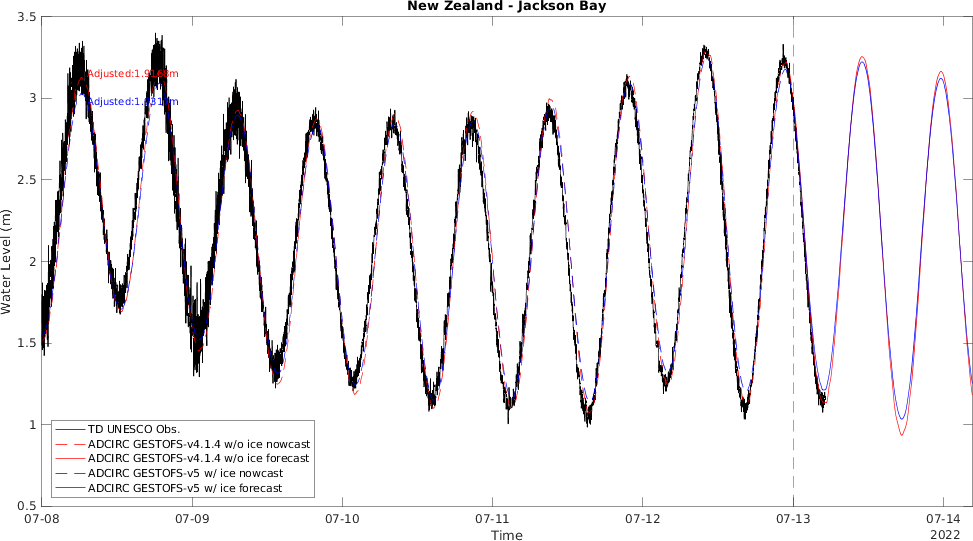 New Zealand - Jackson Bay
3.5
3
2.5
2
1.5
1
0.5
Water Level (m)
TD UNESCO Obs.
ADCIRC GESTOFS-v4.1.4 w/o ice nowcast
ADCIRC GESTOFS-v4.1.4 w/o ice forecast
ADCIRC GESTOFS-v5 w/ ice nowcast
ADCIRC GESTOFS-v5 w/ ice forecast
07-08
07-09
07-10
07-11
07-12
07-13
07-14
Time
2022